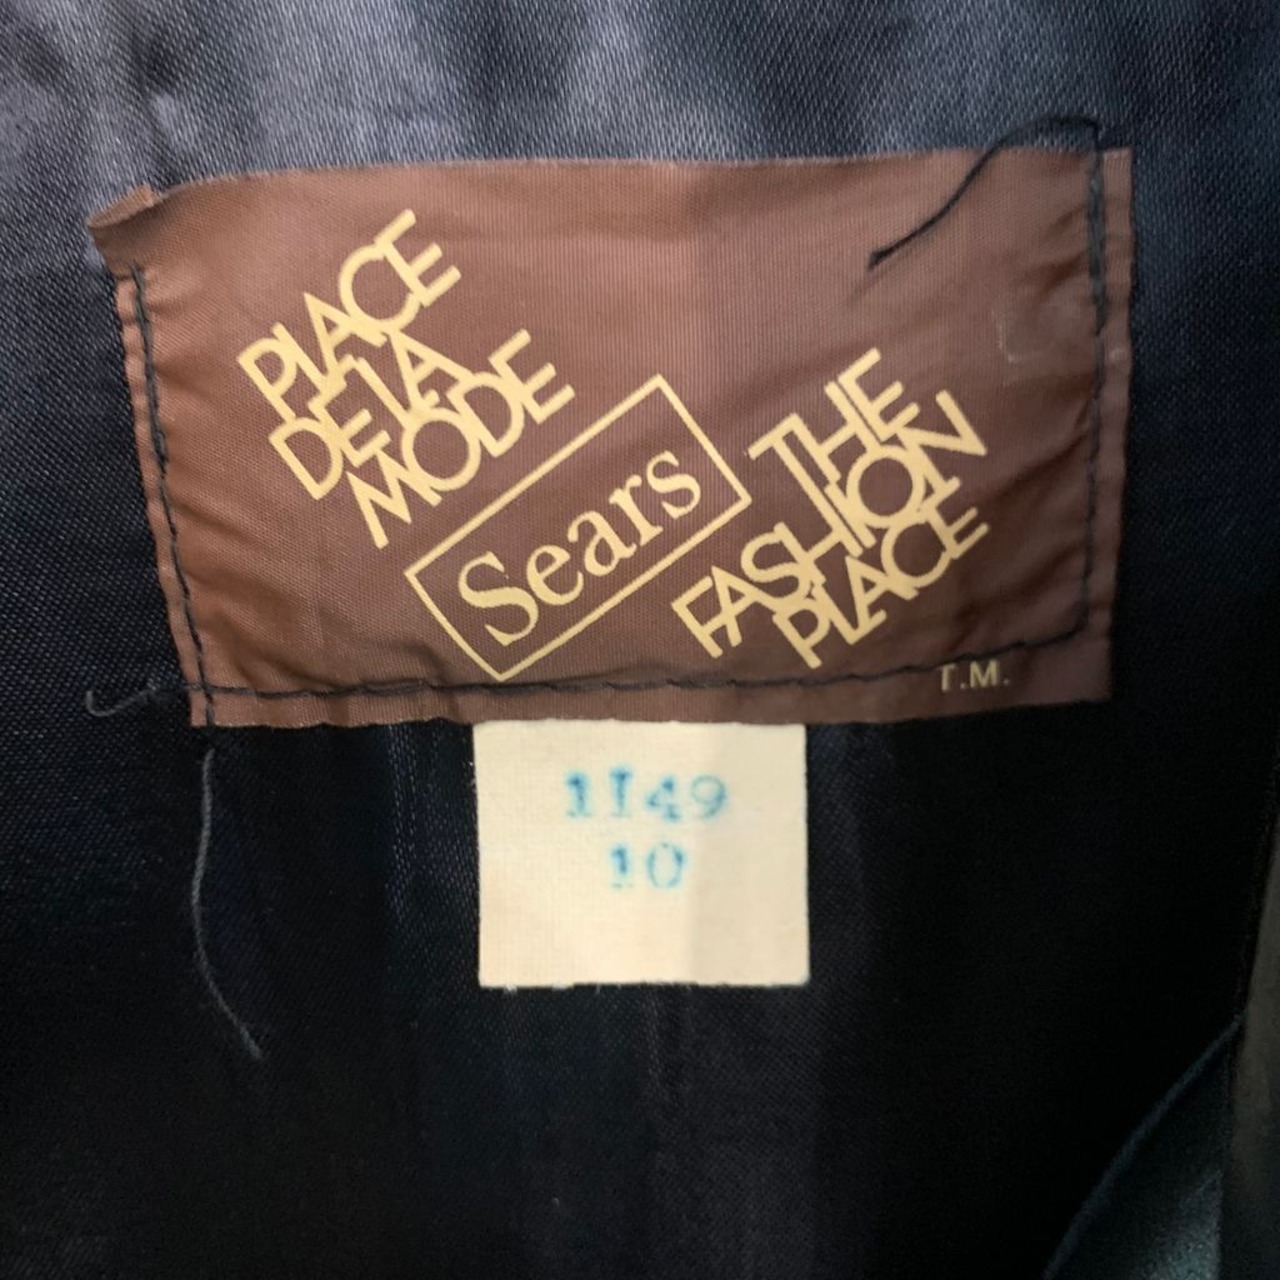 PLACE
DE LA
MODE
Sears
THE
FASHION
PLACE
T.M.
1149
10